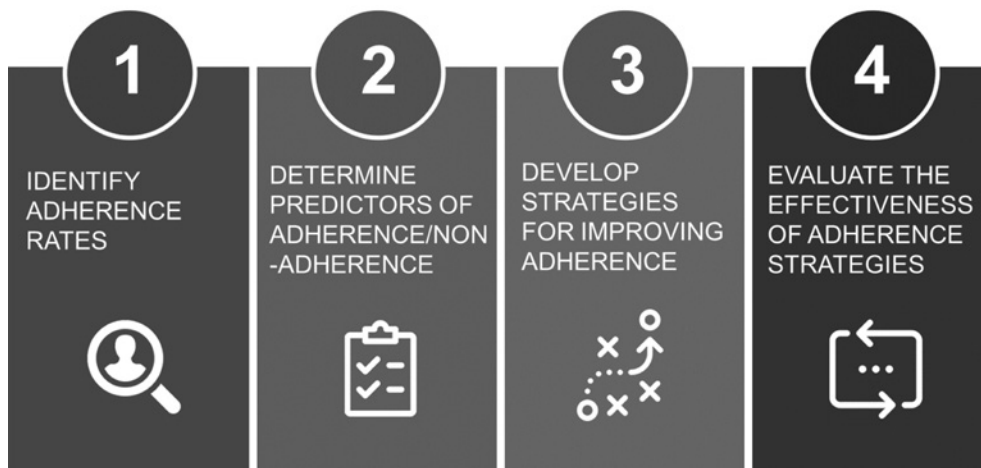 1
IDENTIFY
ADHERENCE
RATES
2
DETERMINE
PREDICTORS OF
ADHERENCE/NON
-ADHERENCE
3
DEVELOP
STRATEGIES
FOR IMPROVING
ADHERENCE
4
EVALUATE THE
EFFECTIVENESS
OF ADHERENCE
STRATEGIES